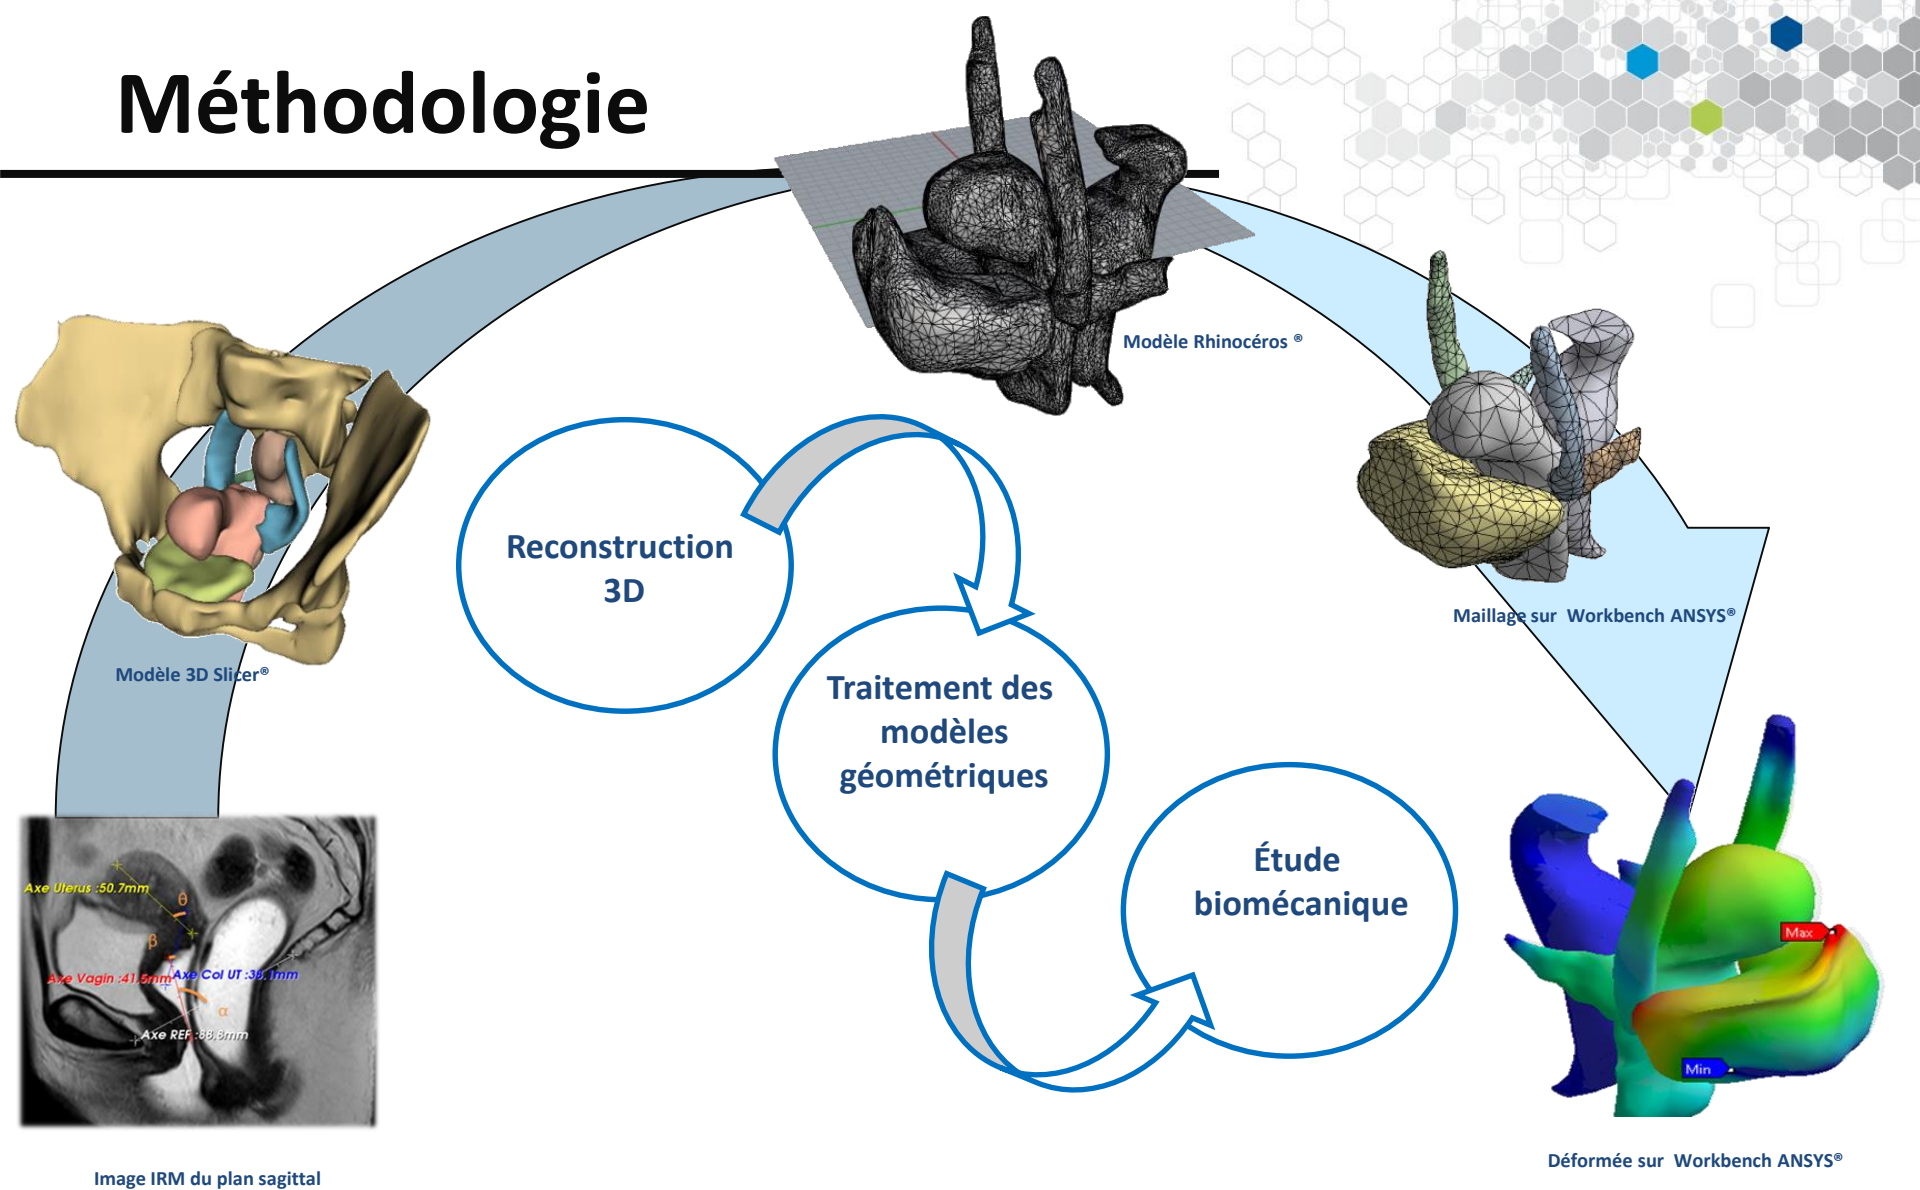 Méthodologie
Modèle Rhinocéros ®
Modèle 3D Slicer®
Reconstruction
3D
Traitement des
modèles
géométriques
Étude
biomécanique
Maillage sur Workbench ANSYS®
Axe Uterus :50.7mm
θ
β
Axe Vagin :41.5mm
Axe Col UT :36.1mm
α
Axe REF :88.8mm
Image IRM du plan sagittal
Max
Min
Déformée sur Workbench ANSYS®